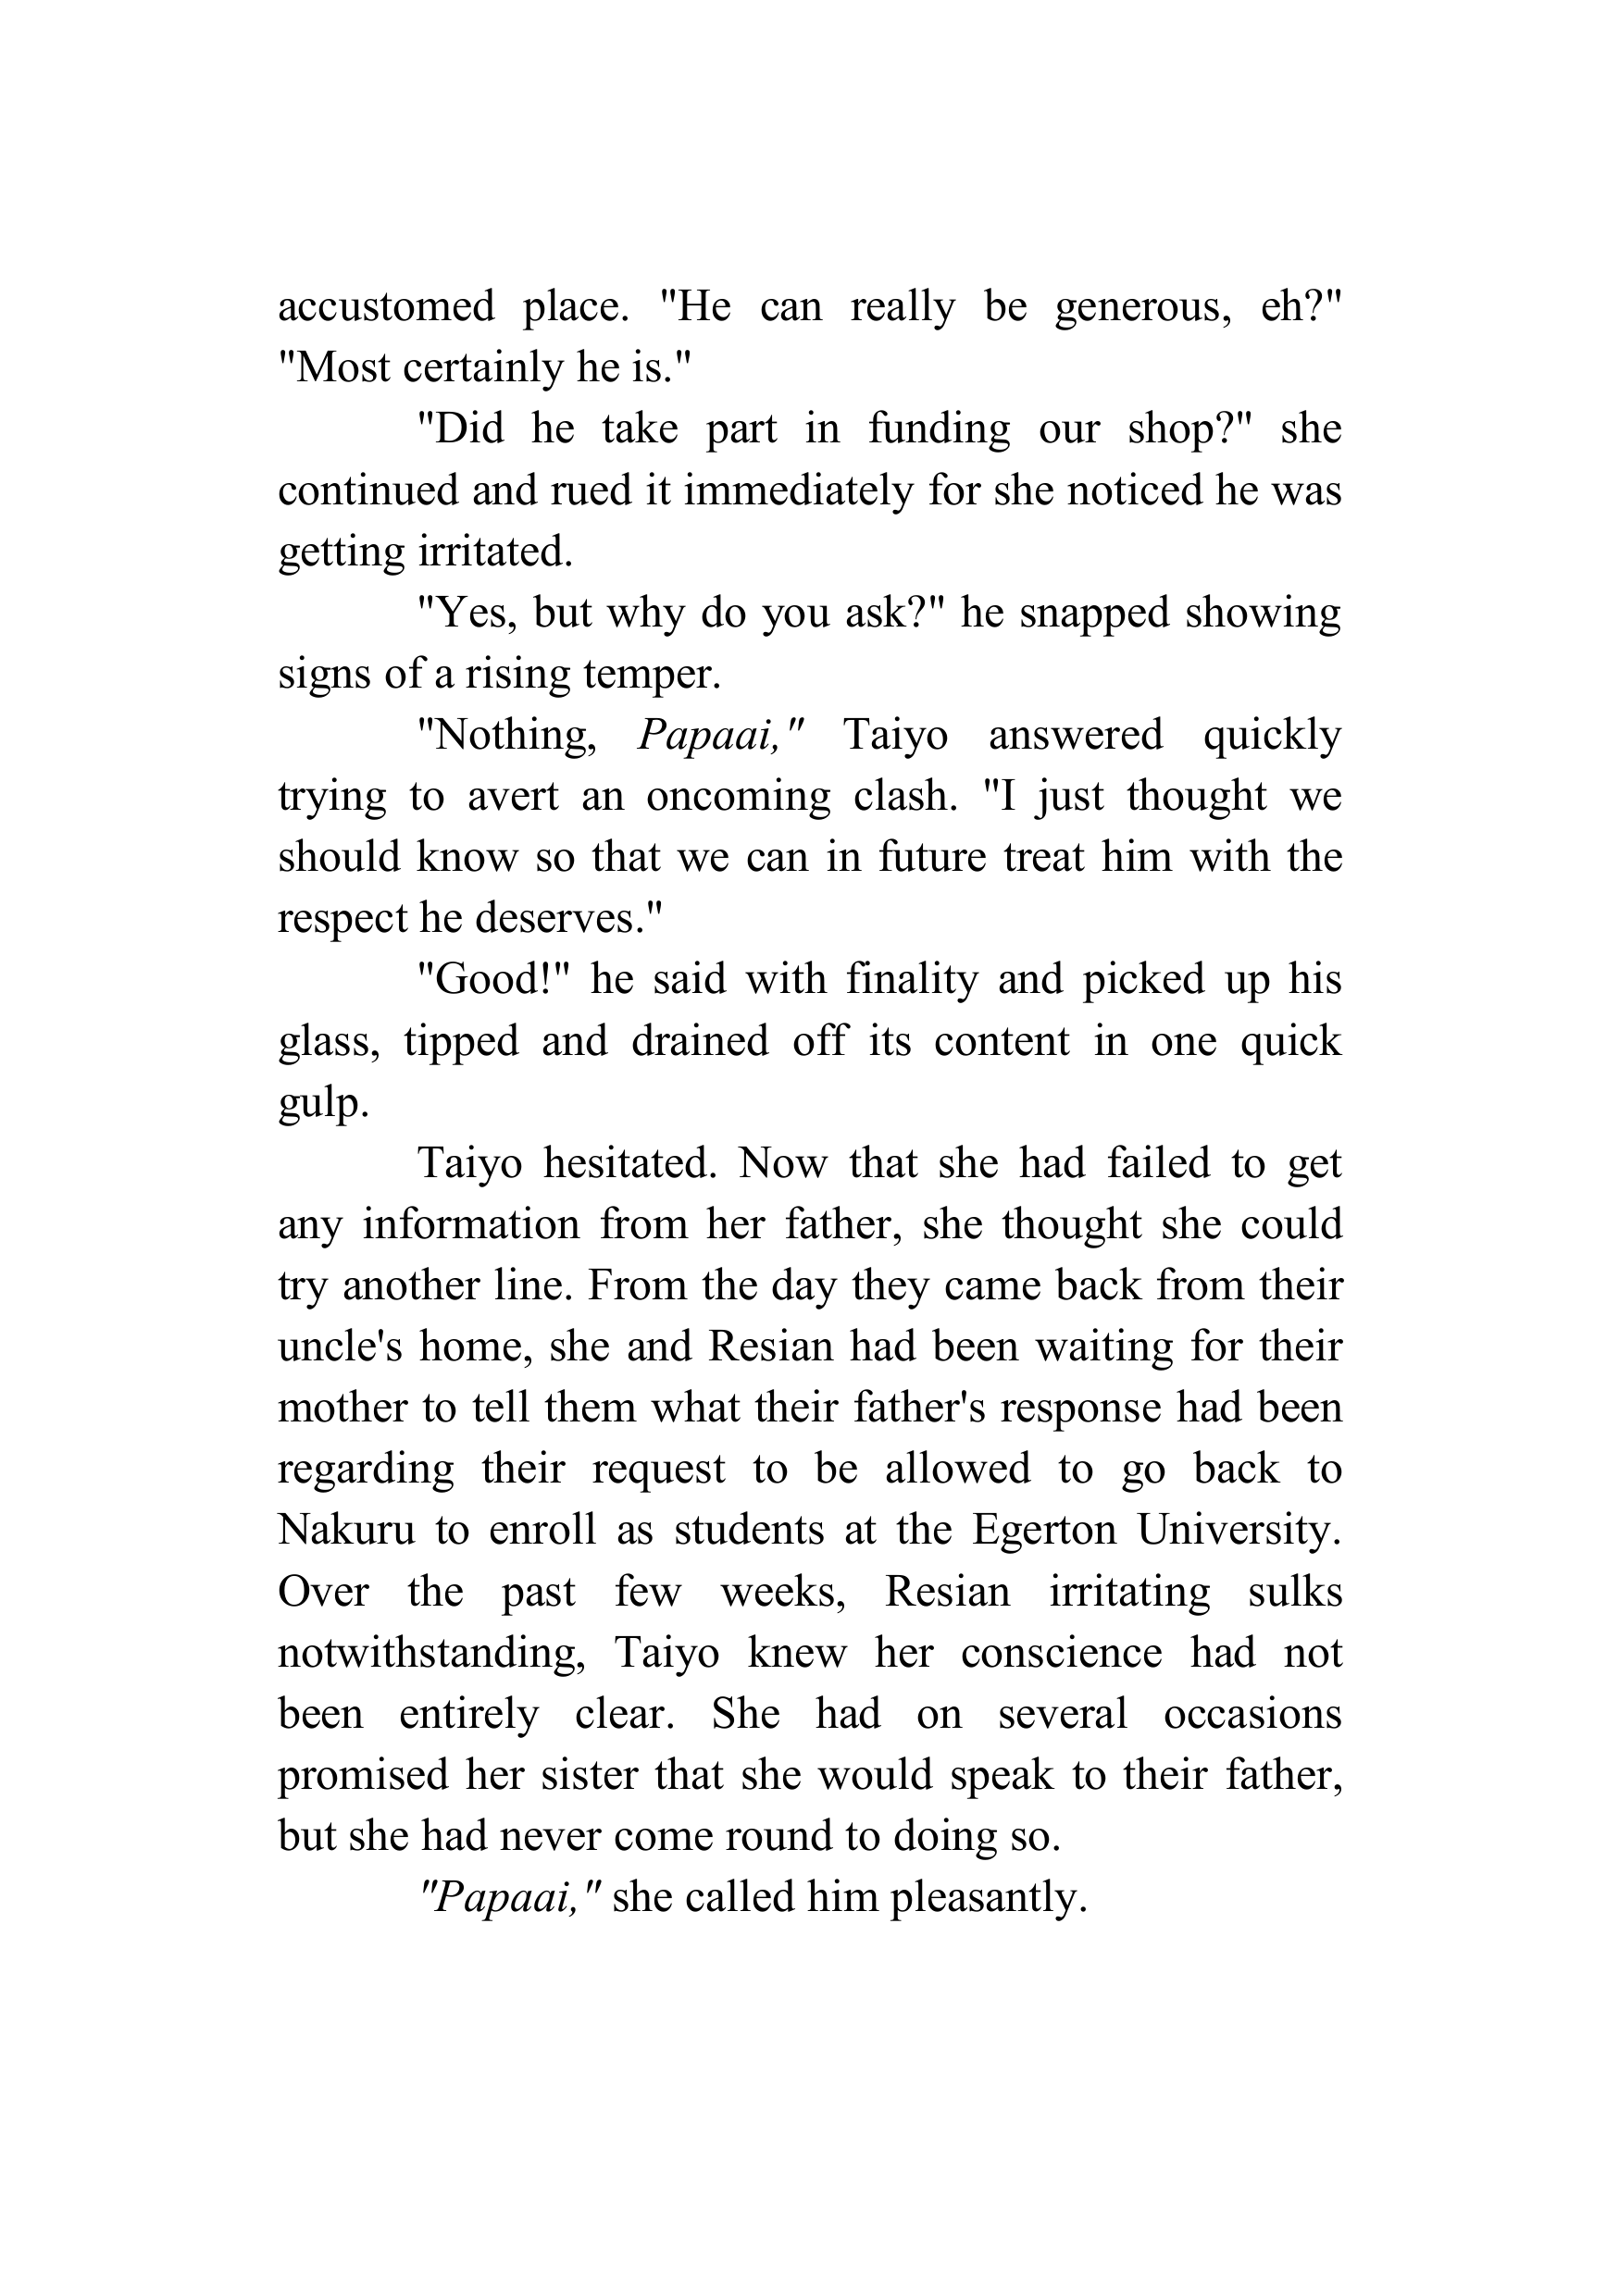 accustomed place. "He can really be generous, eh?"
"Most certainly he is."
"Did he take part in funding our shop?" she
continued and rued it immediately for she noticed he was
getting irritated.
"Yes, but why do you ask?" he snapped showing
signs of a rising temper.
"Nothing, Papaai," Taiyo answered quickly
trying to avert an oncoming clash. "I just thought we
should know so that we can in future treat him with the
respect he deserves."
"Good!" he said with finality and picked up his
glass, tipped and drained off its content in one quick
gulp.
Taiyo hesitated. Now that she had failed to get
any information from her father, she thought she could
try another line. From the day they came back from their
uncle's home, she and Resian had been waiting for their
mother to tell them what their father's response had been
regarding their request to be allowed to go back to
Nakuru to enroll as students at the Egerton University.
Over the past few weeks, Resian irritating sulks
notwithstanding, Taiyo knew her conscience had not
been entirely clear. She had on several occasions
promised her sister that she would speak to their father,
but she had never come round to doing so.
"Papaai," she called him pleasantly.